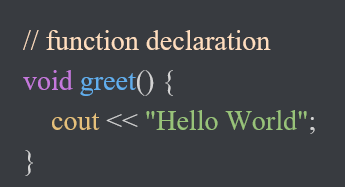 // function declaration
void greet() {
    cout << "Hello World";
}